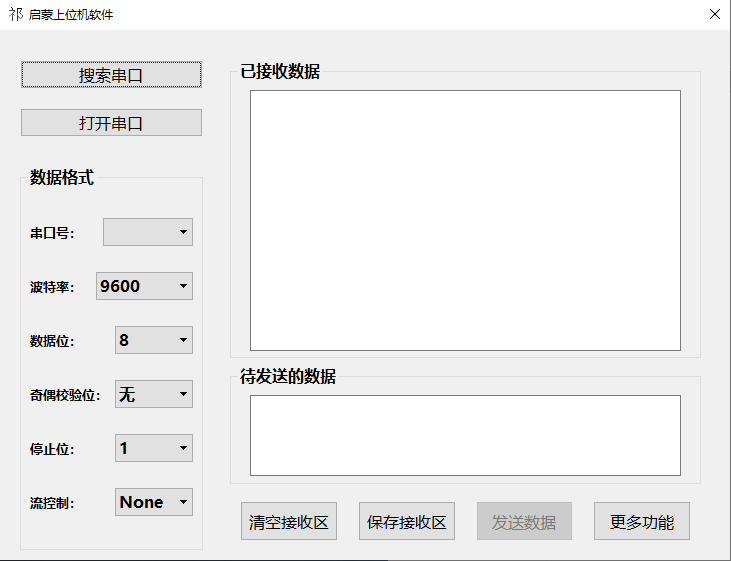 祁 启蒙上位机软件
搜索串口
打开串口
数据格式
串口号:
波特率: 9600
数据位: 8
奇偶校验位: 无
停止位: 1
流控制: None
已接收数据
待发送的数据
清空接收区 保存接收区 发送数据 更多功能